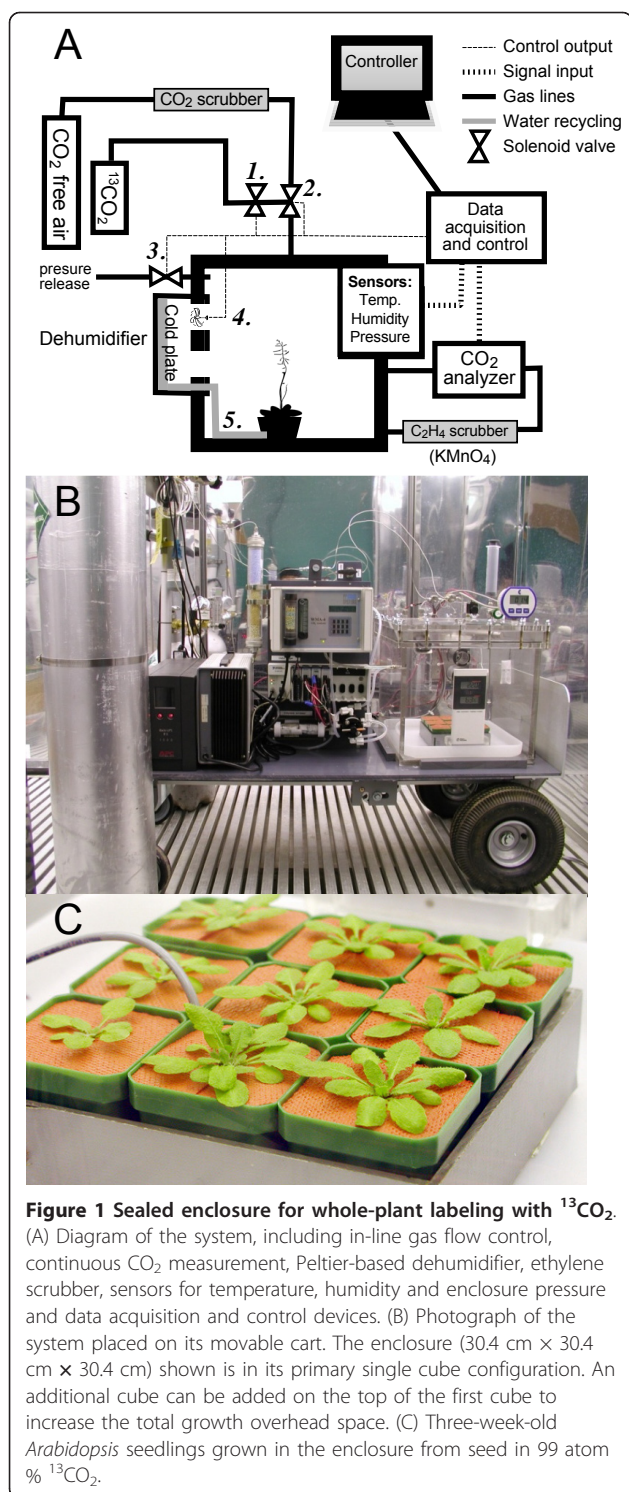 A
Controller
Control output
Signal input
Gas lines
Water recycling
Solenoid valve
CO₂ scrubber
CO₂ free air
¹³CO₂
1.
2.
3.
presure
release
Data
acquisition
and control
Sensors:
Temp.
Humidity
Pressure
Dehumidifier
Cold plate
4.
5.
CO₂
analyzer
C₂H₄ scrubber
(KMnO₄)
B
C
Figure 1 Sealed enclosure for whole-plant labeling with ¹³CO₂.
(A) Diagram of the system, including in-line gas flow control,
continuous CO₂ measurement, Peltier-based dehumidifier, ethylene
scrubber, sensors for temperature, humidity and enclosure pressure
and data acquisition and control devices. (B) Photograph of the
system placed on its movable cart. The enclosure (30.4 cm × 30.4
cm × 30.4 cm) shown is in its primary single cube configuration. An
additional cube can be added on the top of the first cube to
increase the total growth overhead space. (C) Three-week-old
Arabidopsis seedlings grown in the enclosure from seed in 99 atom
% ¹³CO₂.